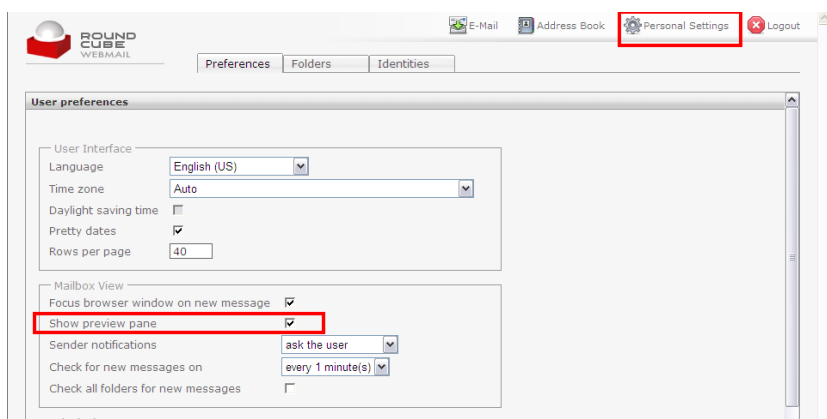 ROUND
CUBE
WEBMAIL
E-Mail Address Book Personal Settings Logout
Preferences Folders Identities
User preferences
User Interface
Language English (US)
Time zone Auto
Daylight saving time
Pretty dates
Rows per page 40
Mailbox View
Focus browser window on new message
Show preview pane
Sender notifications ask the user
Check for new messages on every 1 minute(s)
Check all folders for new messages